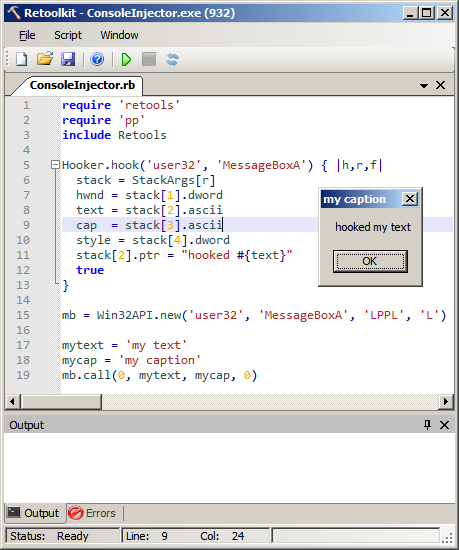 Retoolkit - ConsoleInjector.exe (932)
File Script Window
ConsoleInjector.rb
1 require 'retools'
2 require 'pp'
3 include Retools
4
5 Hooker.hook('user32', 'MessageBoxA') { |h,r,f|
6 stack = StackArgs[r]
7 hwnd = stack[1].dword
8 text = stack[2].ascii
9 cap  = stack[3].ascii
10 style = stack[4].dword
11 stack[2].ptr = "hooked #{text}"
12 true
13 }
14
15 mb = Win32API.new('user32', 'MessageBoxA', 'LPPL', 'L')
16
17 mytext = 'my text'
18 mycap = 'my caption'
19 mb.call(0, mytext, mycap, 0)
my caption
hooked my text
OK
Output
Output Errors
Status: Ready Line: 9 Col: 24